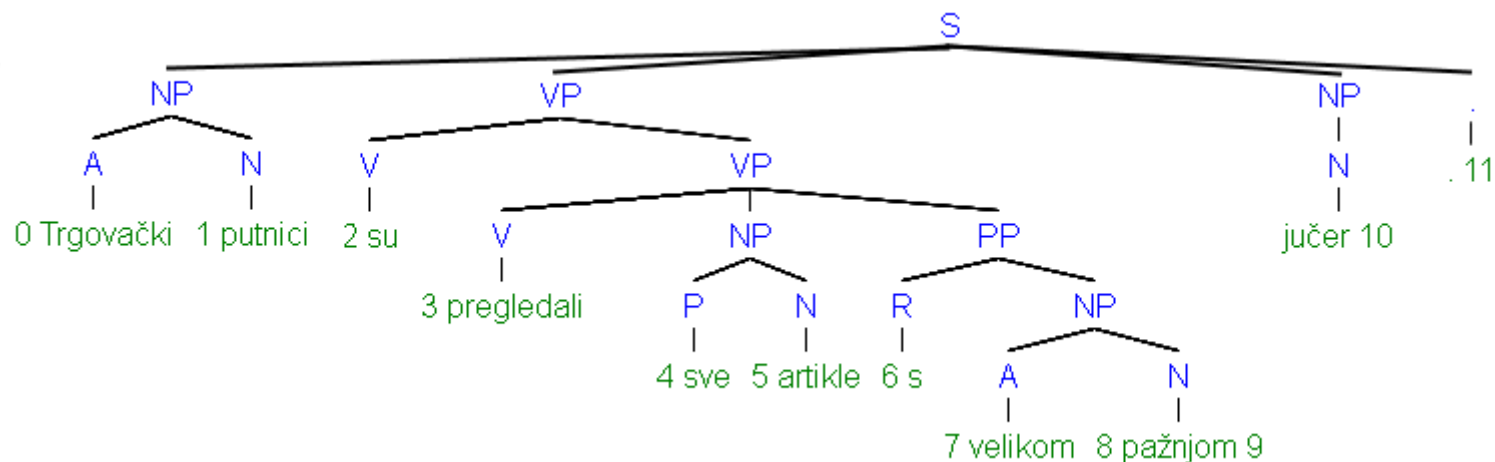 S
NP VP NP .
A N V VP N . 11
0 Trgovački 1 putnici 2 su V NP PP jučer 10
3 pregledali P N R NP
4 sve 5 artikle 6 s A N
7 velikom 8 pažnjom 9